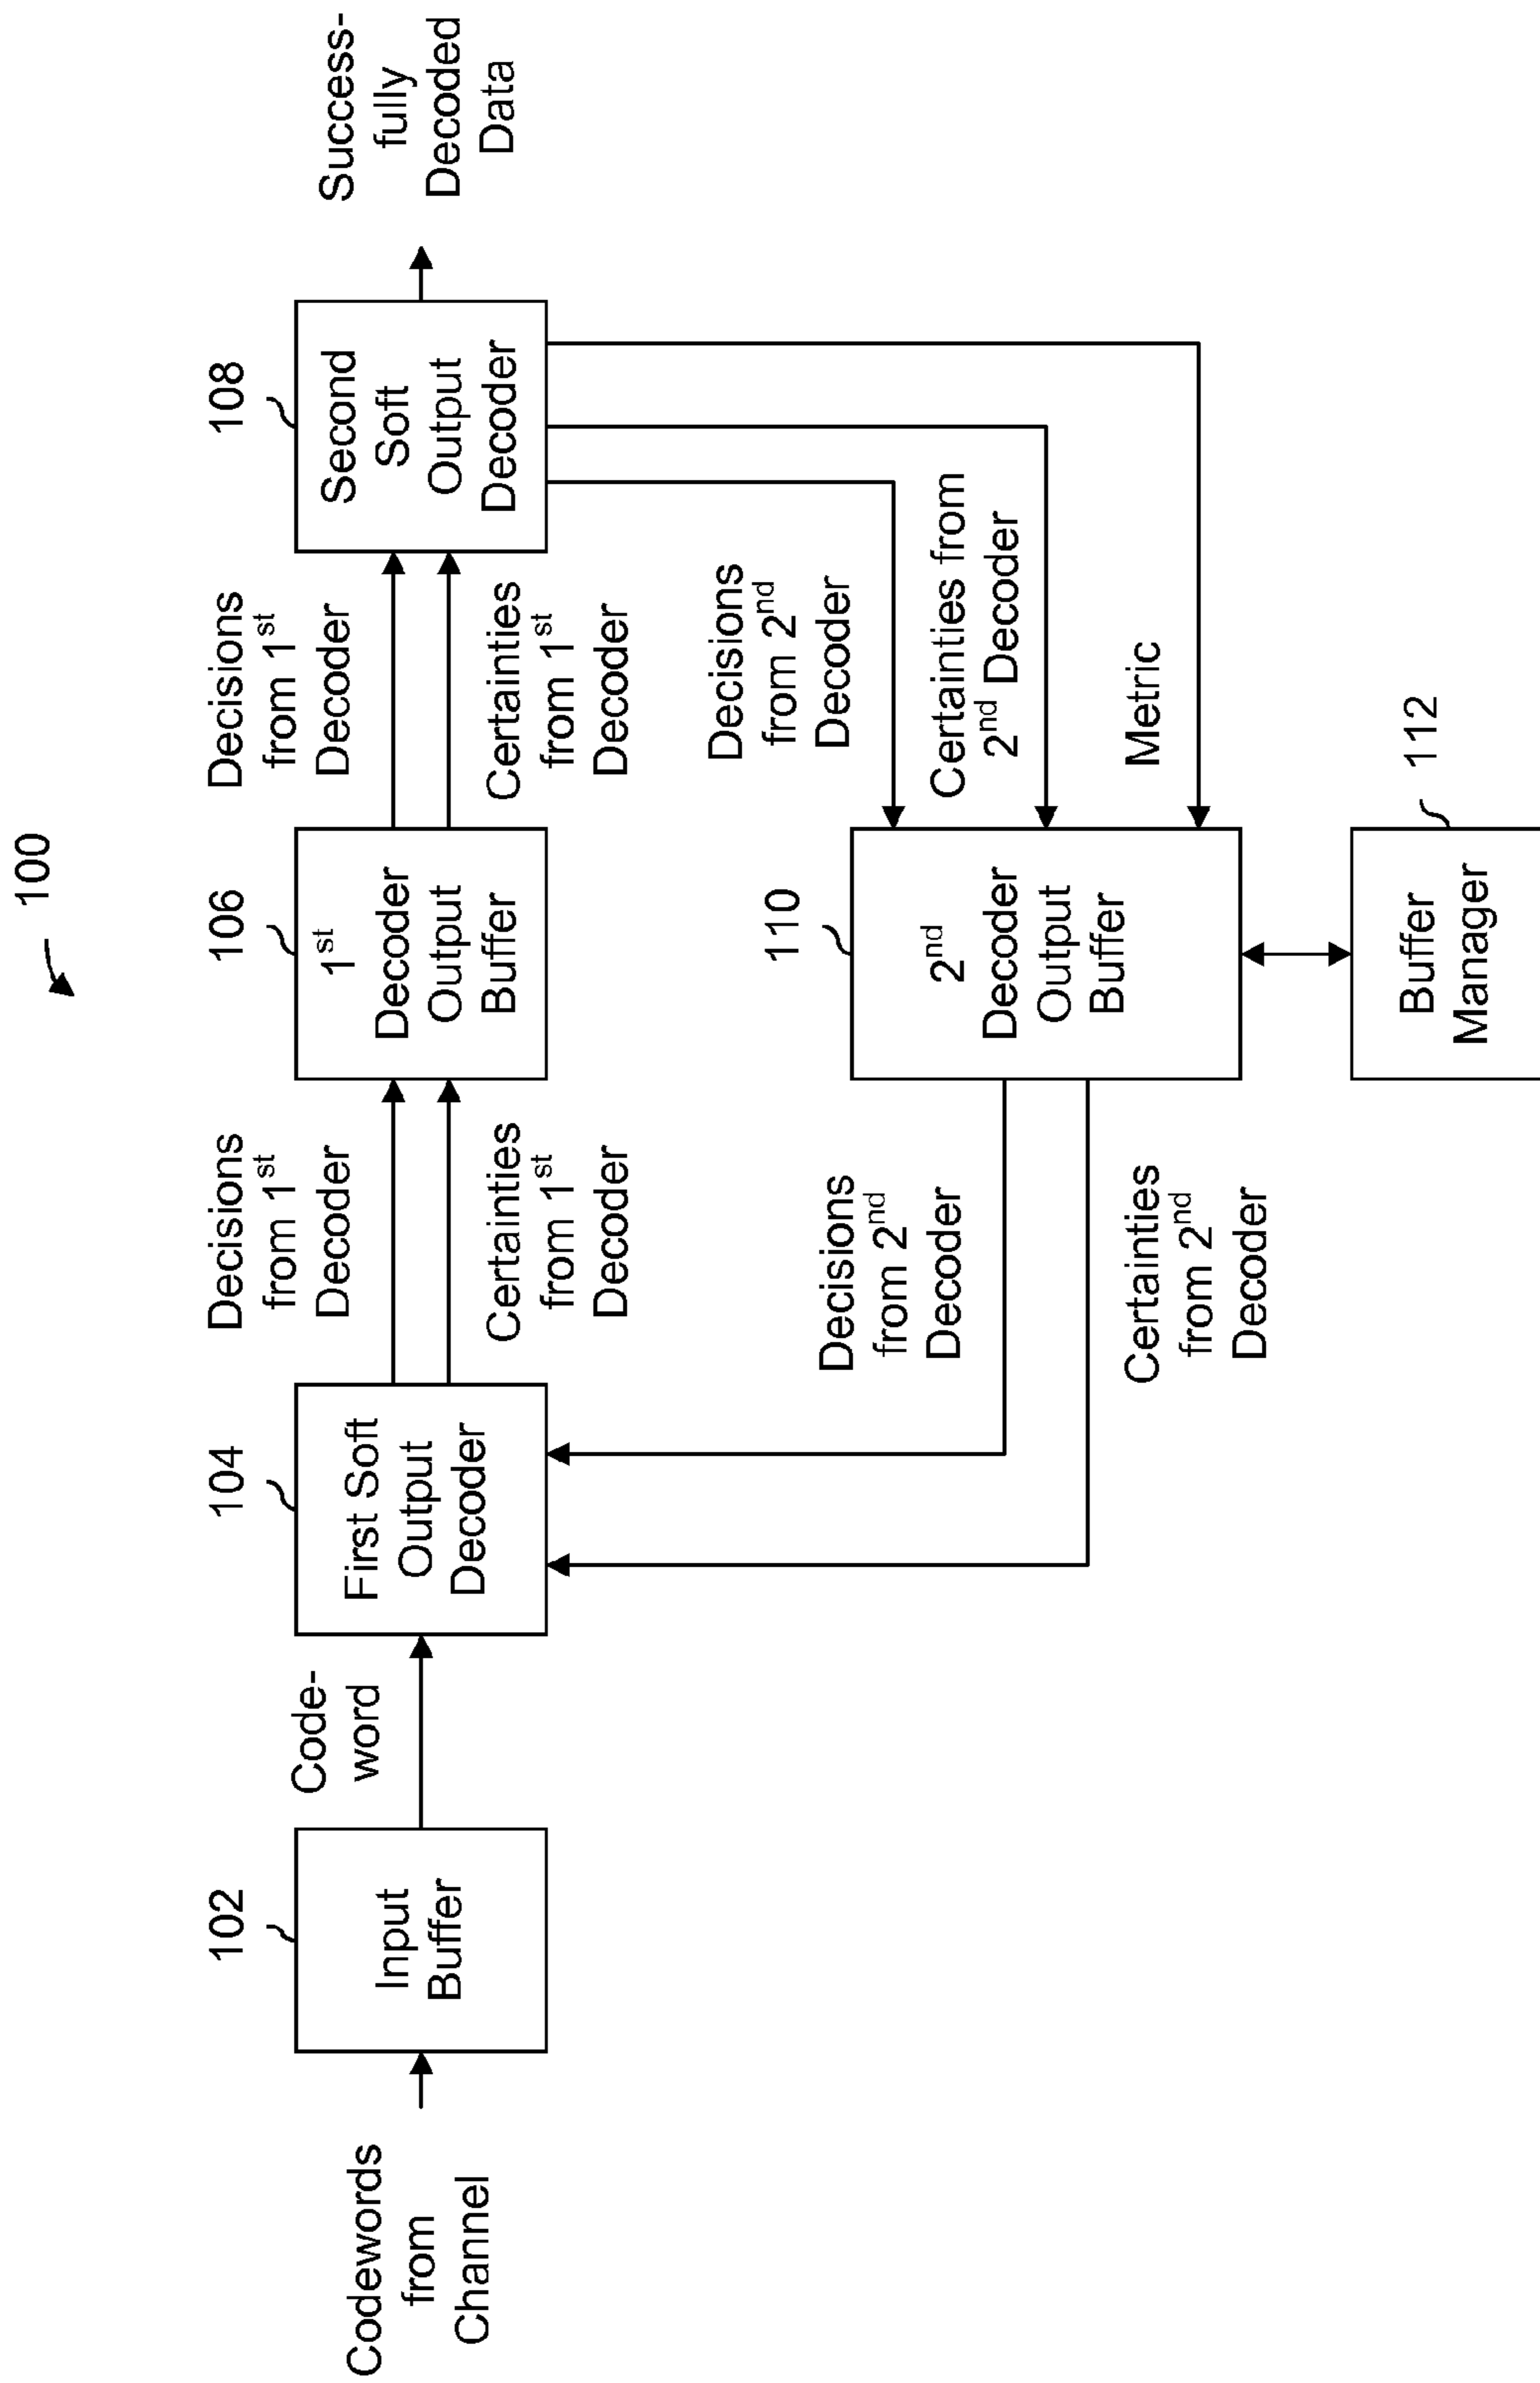 100
Codewords
from
Channel
102
Input
Buffer
Code-
word
104
First Soft
Output
Decoder
Decisions
from 1st
Decoder
Certainties
from 1st
Decoder
106
1st
Decoder
Output
Buffer
Decisions
from 1st
Decoder
Certainties
from 1st
Decoder
108
Second
Soft
Output
Decoder
Success-
fully
Decoded
Data
Decisions
from 2nd
Decoder
Certainties from
2nd Decoder
Metric
110
2nd
Decoder
Output
Buffer
Decisions
from 2nd
Decoder
Certainties
from 2nd
Decoder
112
Buffer
Manager